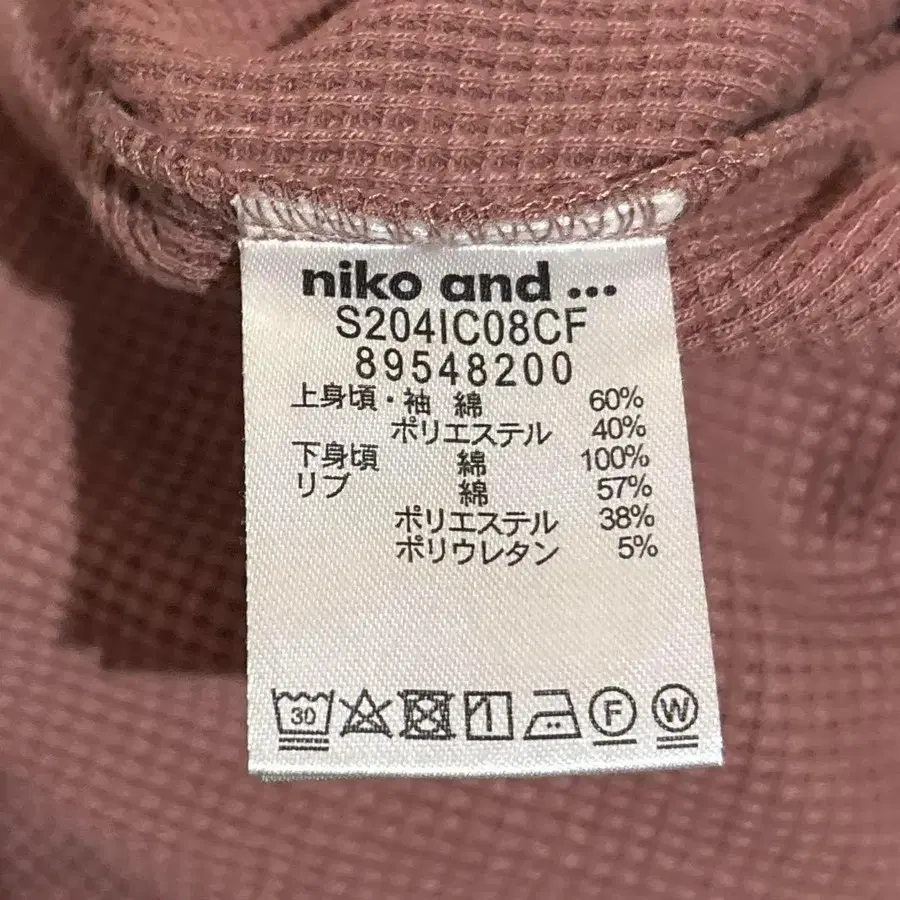 niko and ...
S204IC08CF
89548200
上身頃・袖 綿 60%
ポリエステル 40%
下身頃 綿 100%
リブ 綿 57%
ポリエステル 38%
ポリウレタン 5%
30 F W